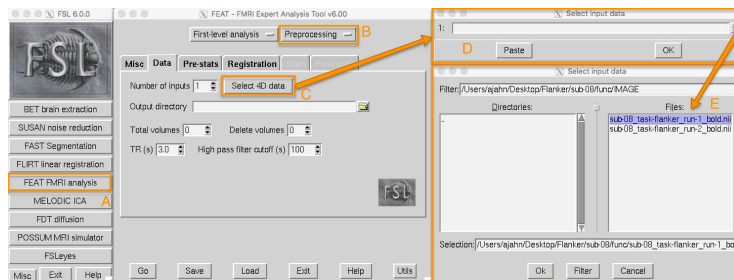 FSL 6.0.0
FSL
BET brain extraction
SUSAN noise reduction
FAST Segmentation
FLIRT linear registration
FEAT FMRI analysis
A
MELODIC ICA
FDT diffusion
POSSUM MRI simulator
FSLeyes
Misc Exit Help
X FEAT - FMRI Expert Analysis Tool v6.00
First-level analysis Preprocessing B
Misc Data Pre-stats Registration Stats Post-stats
Number of inputs 1 Select 4D data
C
Output directory
Total volumes 0 Delete volumes 0
TR (s) 3.0 High pass filter cutoff (s) 100
FSL
Go Save Load Exit Help Utils
X Select input data
1:
D Paste OK
X Select input data
Filter: /Users/ajahn/Desktop/Flanker/sub-08/func/IMAGE
Directories: Files: E
. sub-08_task-flanker_run-1_bold.nii
sub-08_task-flanker_run-2_bold.nii
Selection: /Users/ajahn/Desktop/Flanker/sub-08/func/sub-08_task-flanker_run-1_bo
Ok Filter Cancel